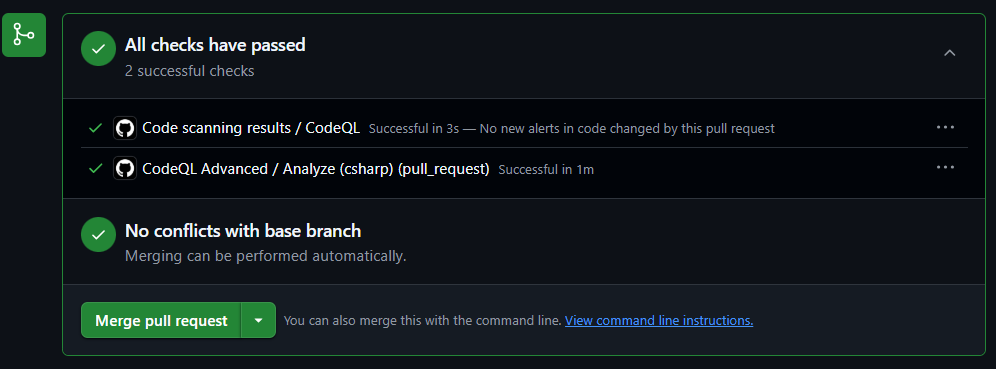 All checks have passed
2 successful checks
Code scanning results / CodeQL Successful in 3s — No new alerts in code changed by this pull request
CodeQL Advanced / Analyze (csharp) (pull_request) Successful in 1m
No conflicts with base branch
Merging can be performed automatically.
Merge pull request You can also merge this with the command line. View command line instructions.